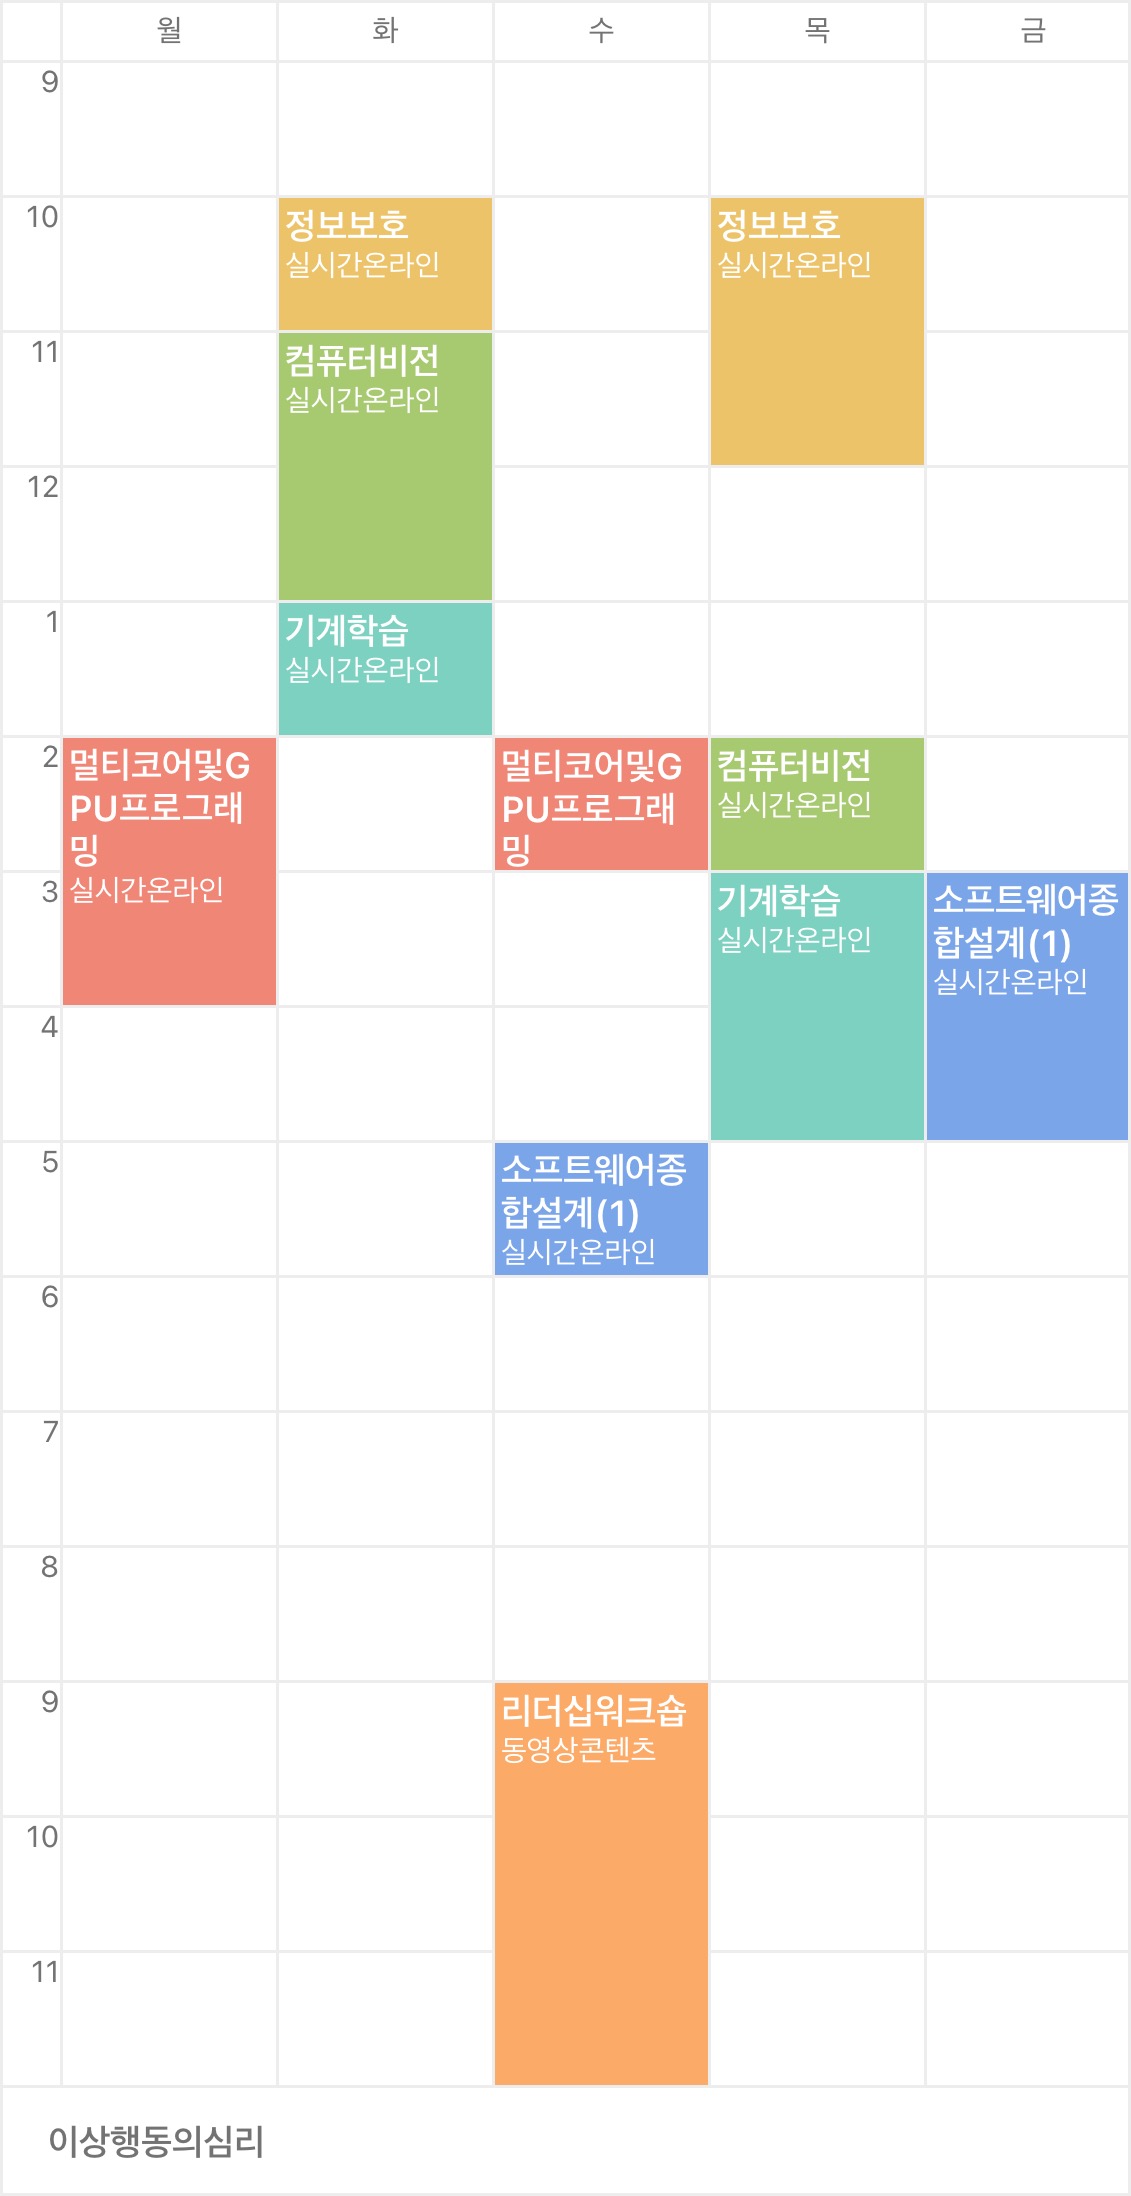 월 화 수 목 금
9
10
정보보호
실시간온라인
정보보호
실시간온라인
11
컴퓨터비전
실시간온라인
12
1
기계학습
실시간온라인
2
멀티코어및G
PU프로그래
밍
실시간온라인
멀티코어및G
PU프로그래
밍
컴퓨터비전
실시간온라인
3
기계학습
실시간온라인
소프트웨어종
합설계(1)
실시간온라인
4
5
소프트웨어종
합설계(1)
실시간온라인
6
7
8
9
리더십워크숍
동영상콘텐츠
10
11
이상행동의심리